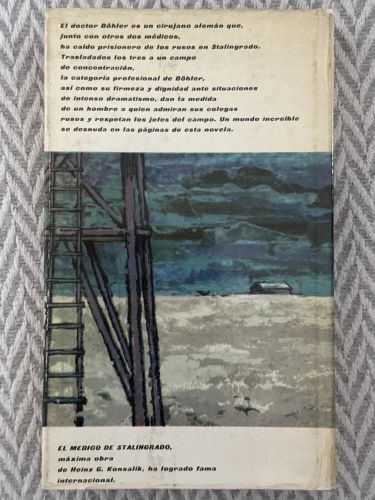 El doctor Böhler es un cirujano alemán que,
junto con otros dos médicos,
ha caído prisionero de los rusos en Stalingrado.
Trasladados los tres a un campo
de concentración,
la categoría profesional de Böhler,
así como su firmeza y dignidad ante situaciones
de intenso dramatismo, dan la medida
de un hombre a quien admiran sus colegas
rusos y respetan los jefes del campo. Un mundo increíble
se desnuda en las páginas de esta novela.
EL MEDICO DE STALINGRADO,
máxima obra
de Heinz G. Konsalik, ha logrado fama
internacional.